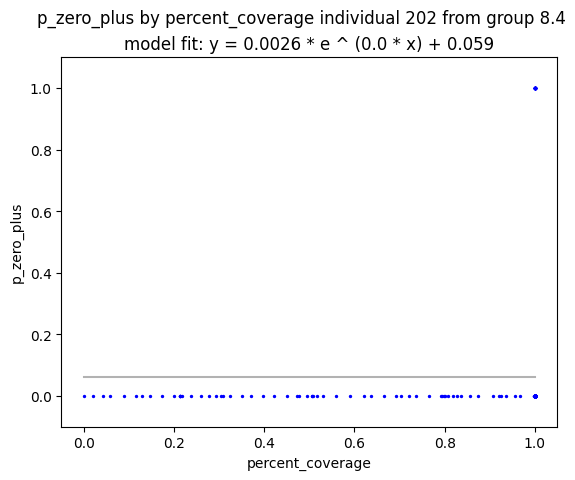 p_zero_plus by percent_coverage individual 202 from group 8.4
model fit: y = 0.0026 * e ^ (0.0 * x) + 0.059
1.0
0.8
0.6
0.4
0.2
0.0
p_zero_plus
0.0 0.2 0.4 0.6 0.8 1.0
percent_coverage